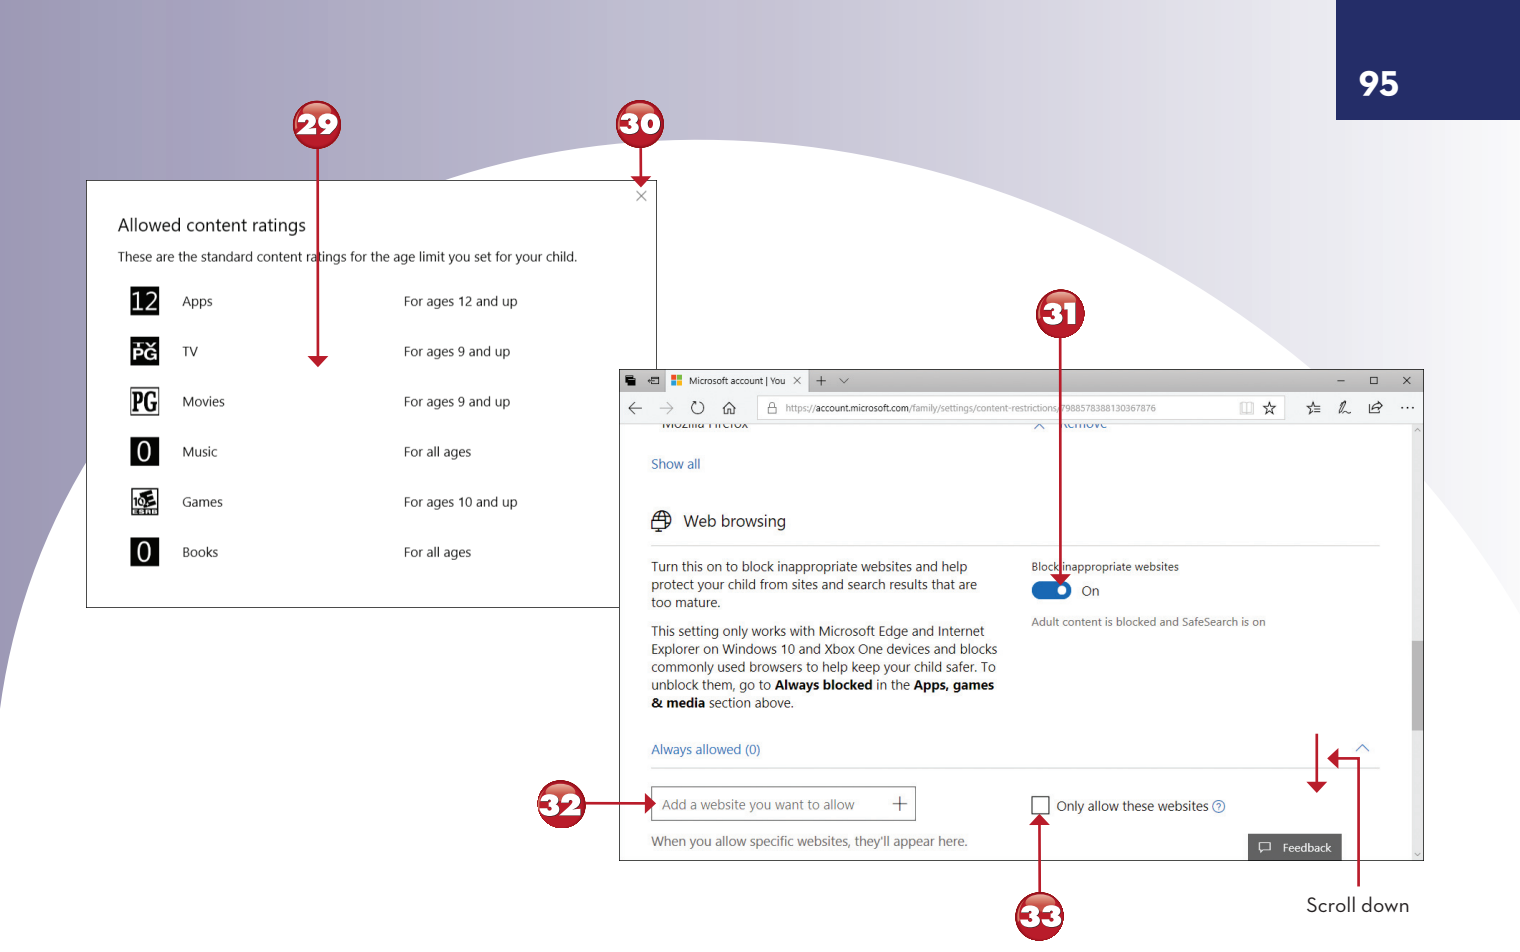 95
29
30
Allowed content ratings
These are the standard content ratings for the age limit you set for your child.
12 Apps For ages 12 and up
TV PG TV For ages 9 and up
PG Movies For ages 9 and up
0 Music For all ages
10 E ESRB Games For ages 10 and up
0 Books For all ages
31
Microsoft account | You
https://account.microsoft.com/family/settings/content-restrictions/7988578388130367876
Mozilla Firefox Remove
Show all
Web browsing
Turn this on to block inappropriate websites and help
protect your child from sites and search results that are
too mature.
This setting only works with Microsoft Edge and Internet
Explorer on Windows 10 and Xbox One devices and blocks
commonly used browsers to help keep your child safer. To
unblock them, go to Always blocked in the Apps, games
& media section above.
Block inappropriate websites
On
Adult content is blocked and SafeSearch is on
Always allowed (0)
32
Add a website you want to allow
When you allow specific websites, they'll appear here.
Only allow these websites ?
Feedback
33
Scroll down